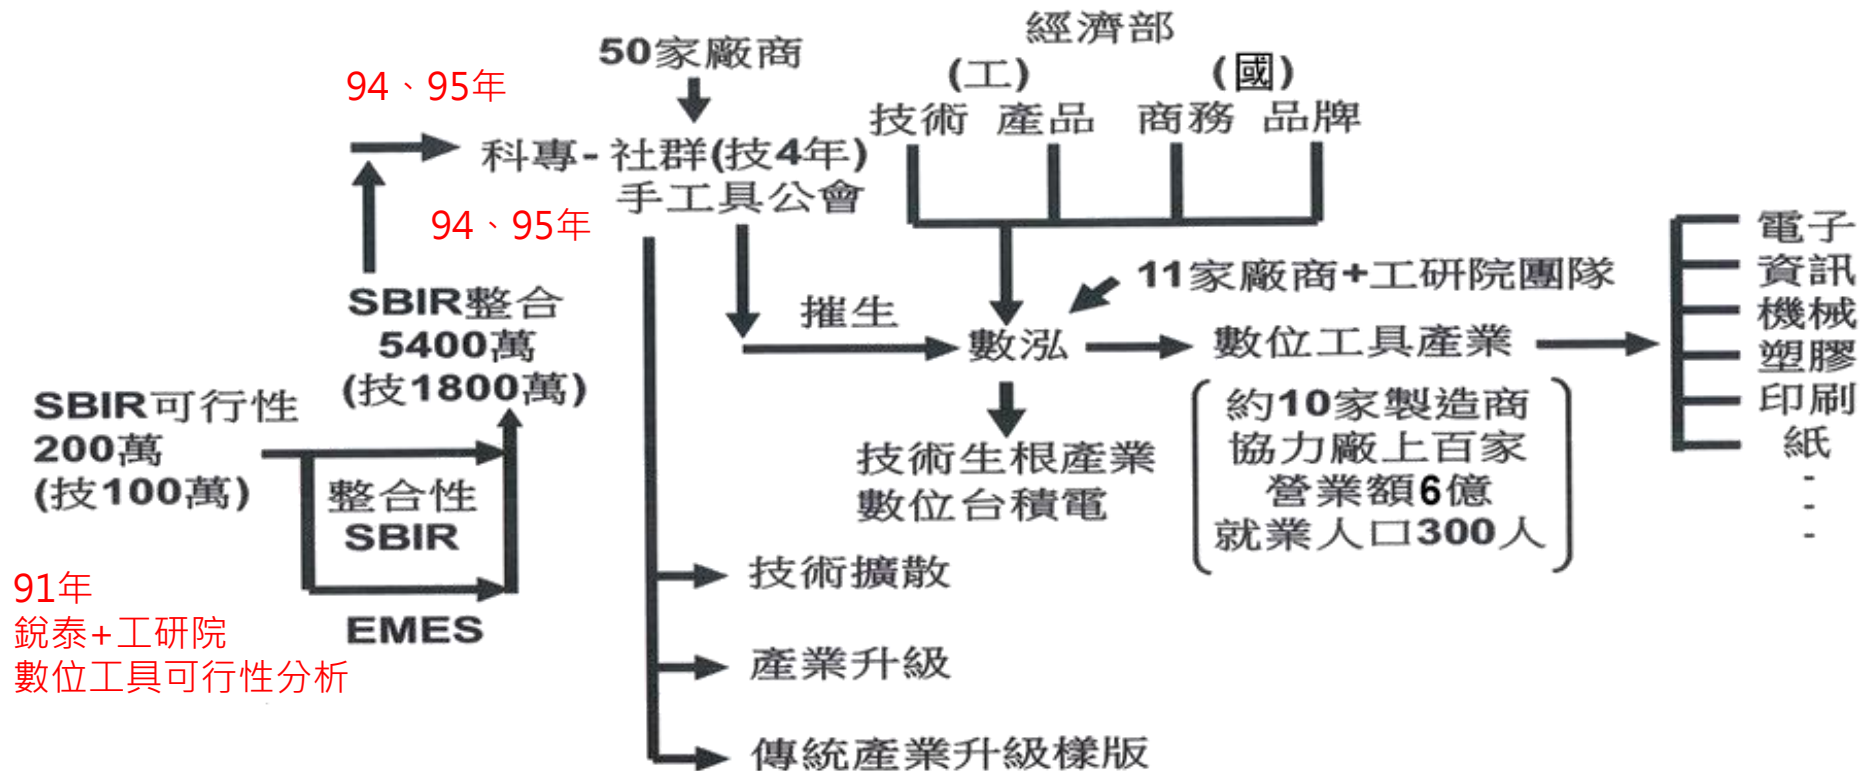 經濟部
50家廠商
(工)
(國)
94、95年
技術 產品 商務 品牌
科專-社群(技4年)
手工具公會
94、95年
11家廠商+工研院團隊
SBIR整合
5400萬
(技1800萬)
摧生
數泓
數位工具產業
電子
資訊
機械
塑膠
印刷
紙
-
-
-
SBIR可行性
200萬
(技100萬)
整合性
SBIR
EMES
約10家製造商
協力廠上百家
營業額6億
就業人口300人
技術生根產業
數位台積電
91年
銳泰+工研院
數位工具可行性分析
技術擴散
產業升級
傳統產業升級樣版